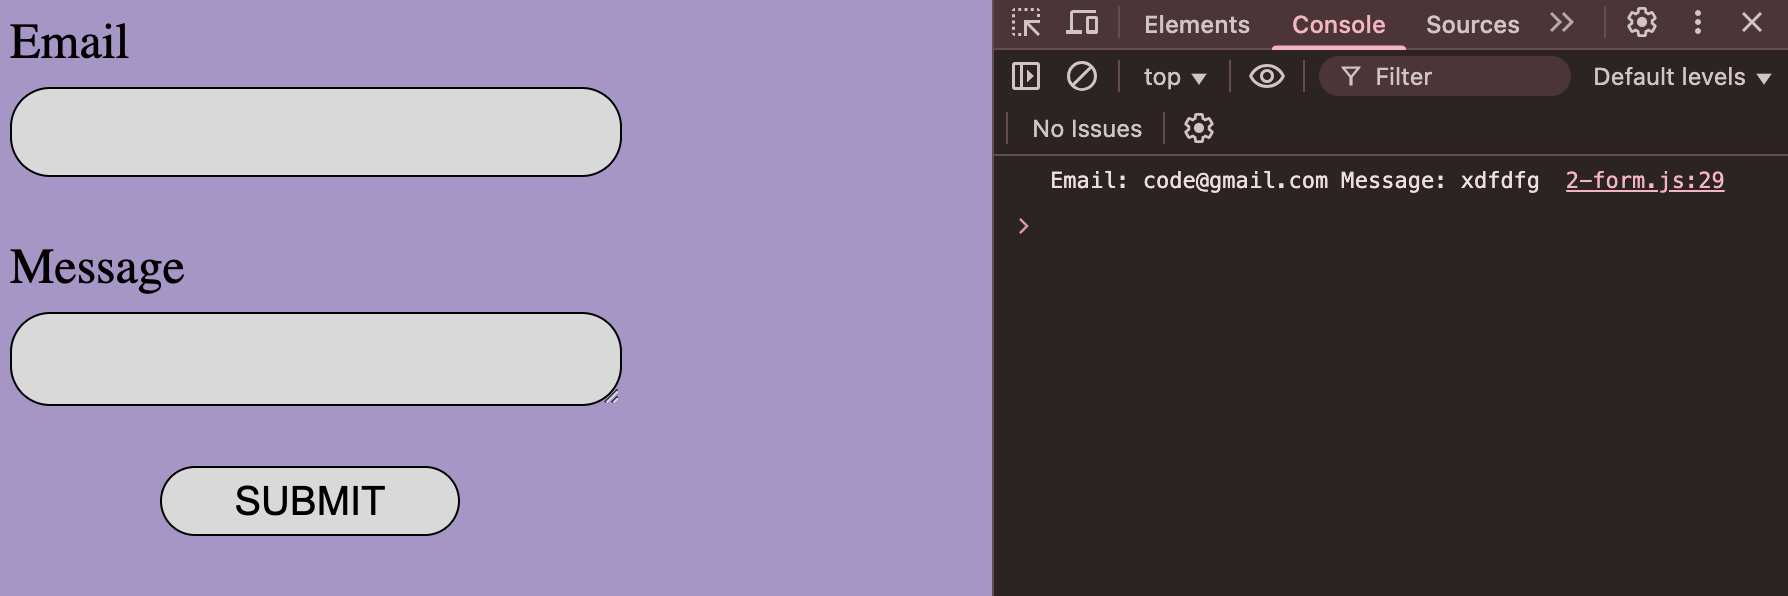 Email
Message
SUBMIT
Elements Console Sources
top Filter Default levels
No Issues
Email: code@gmail.com Message: xdfdfg 2-form.js:29